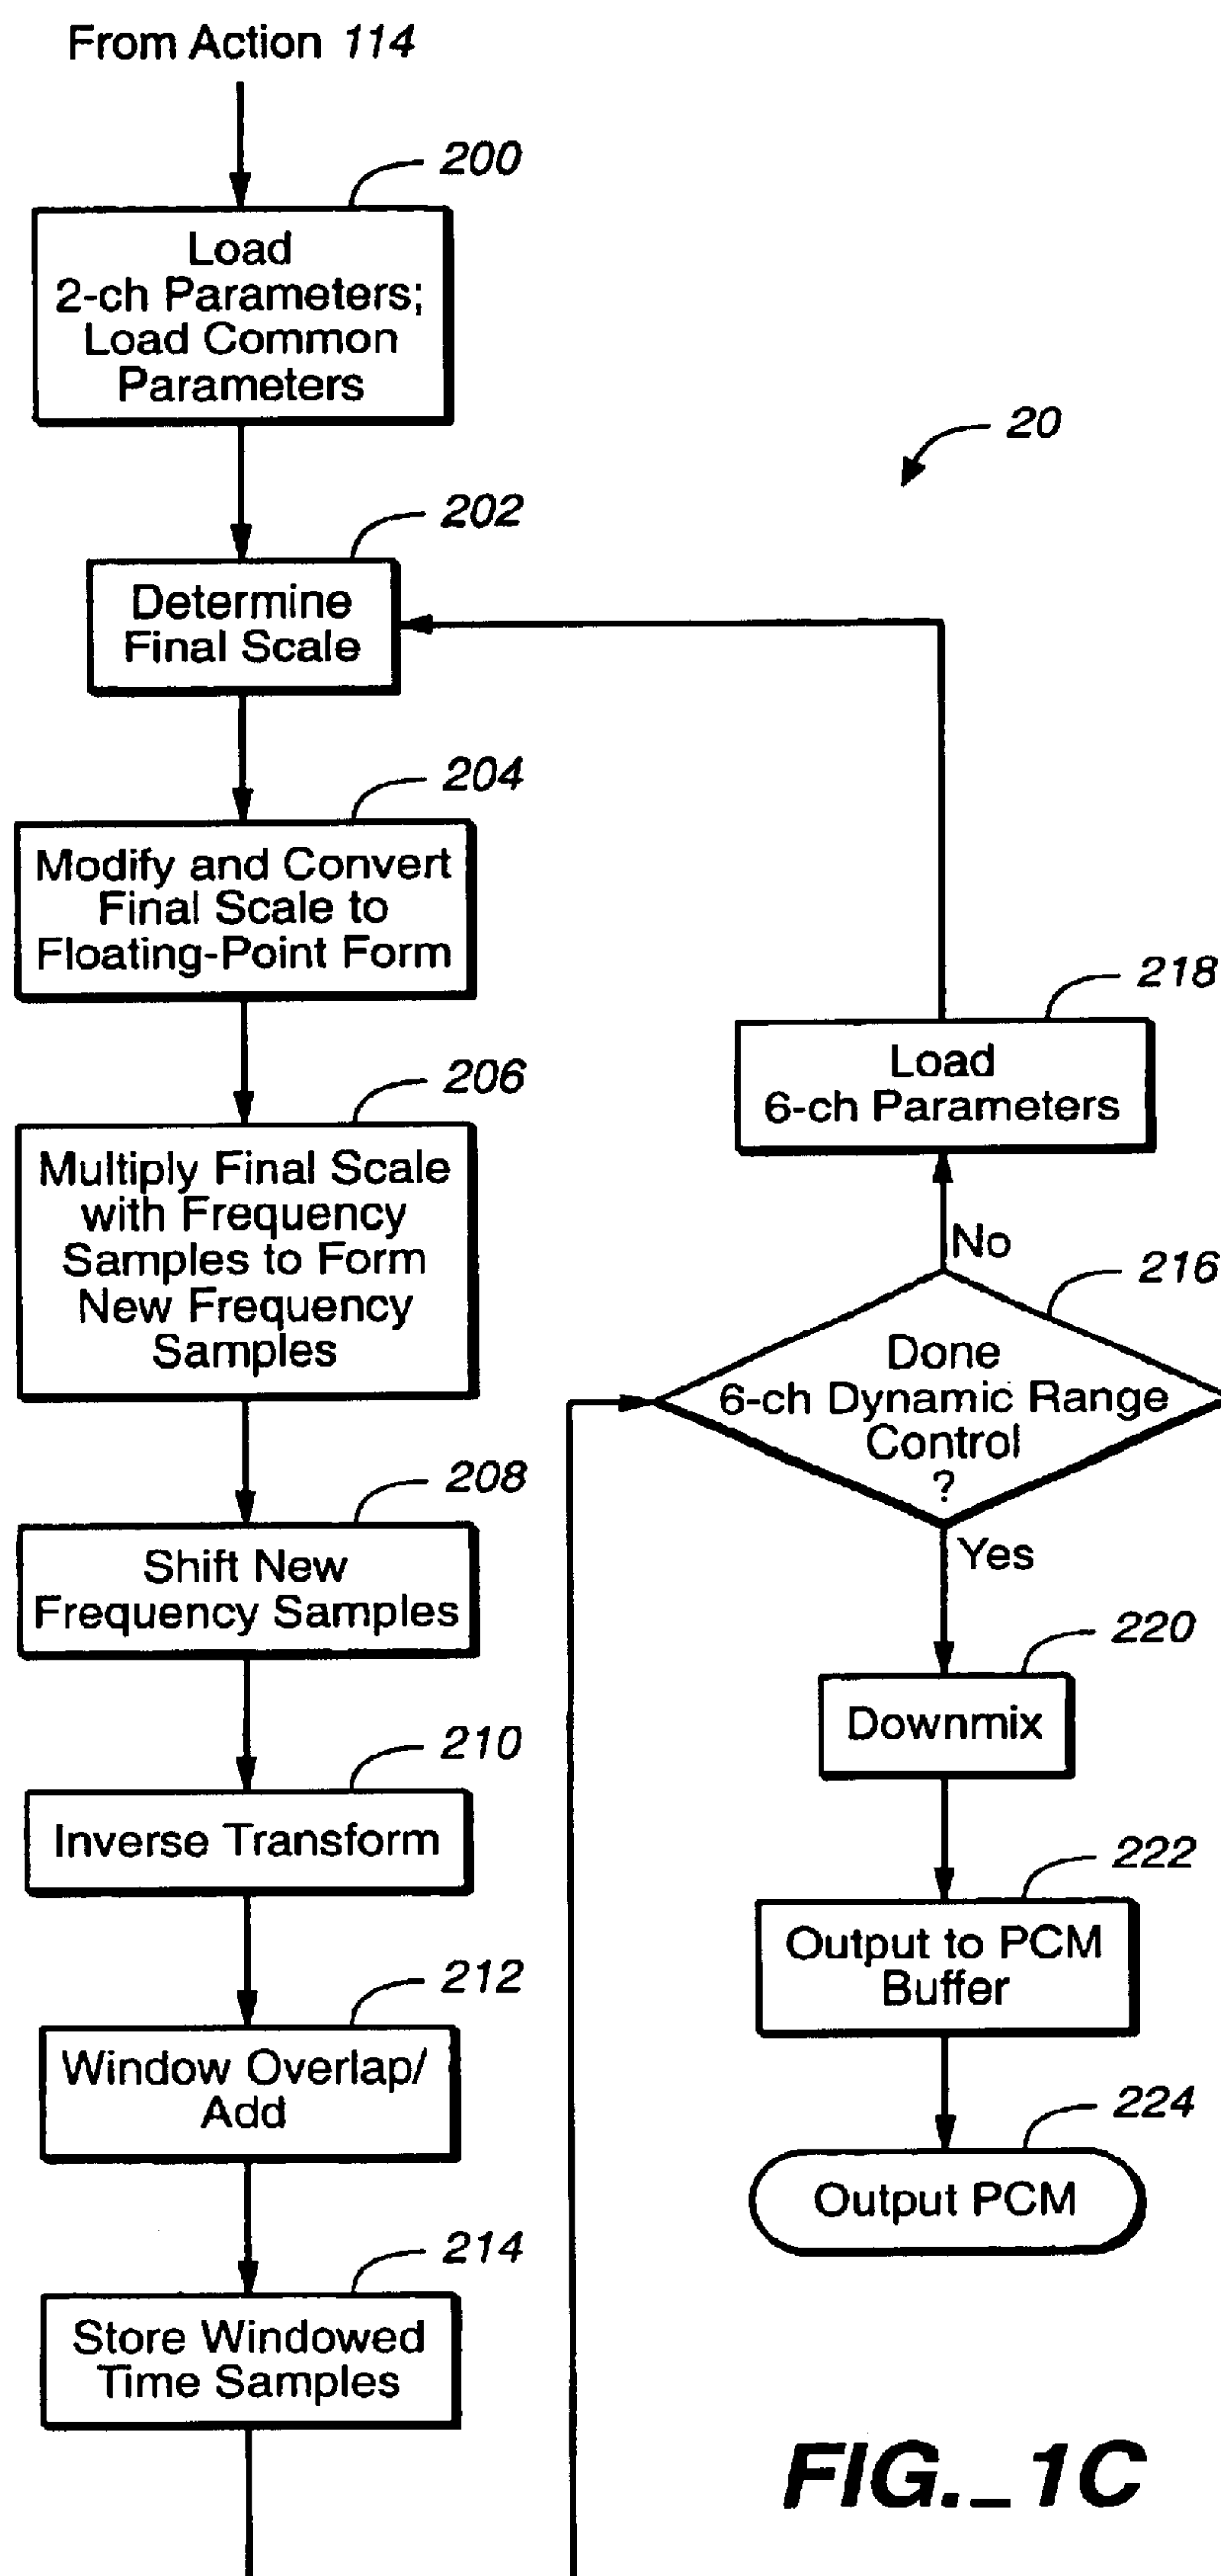 From Action 114
200
Load
2-ch Parameters;
Load Common
Parameters
20
202
Determine
Final Scale
204
Modify and Convert
Final Scale to
Floating-Point Form
206
Multiply Final Scale
with Frequency
Samples to Form
New Frequency
Samples
208
Shift New
Frequency Samples
210
Inverse Transform
212
Window Overlap/
Add
214
Store Windowed
Time Samples
218
Load
6-ch Parameters
No
216
Done
6-ch Dynamic Range
Control
?
Yes
220
Downmix
222
Output to PCM
Buffer
224
Output PCM
FIG._1C